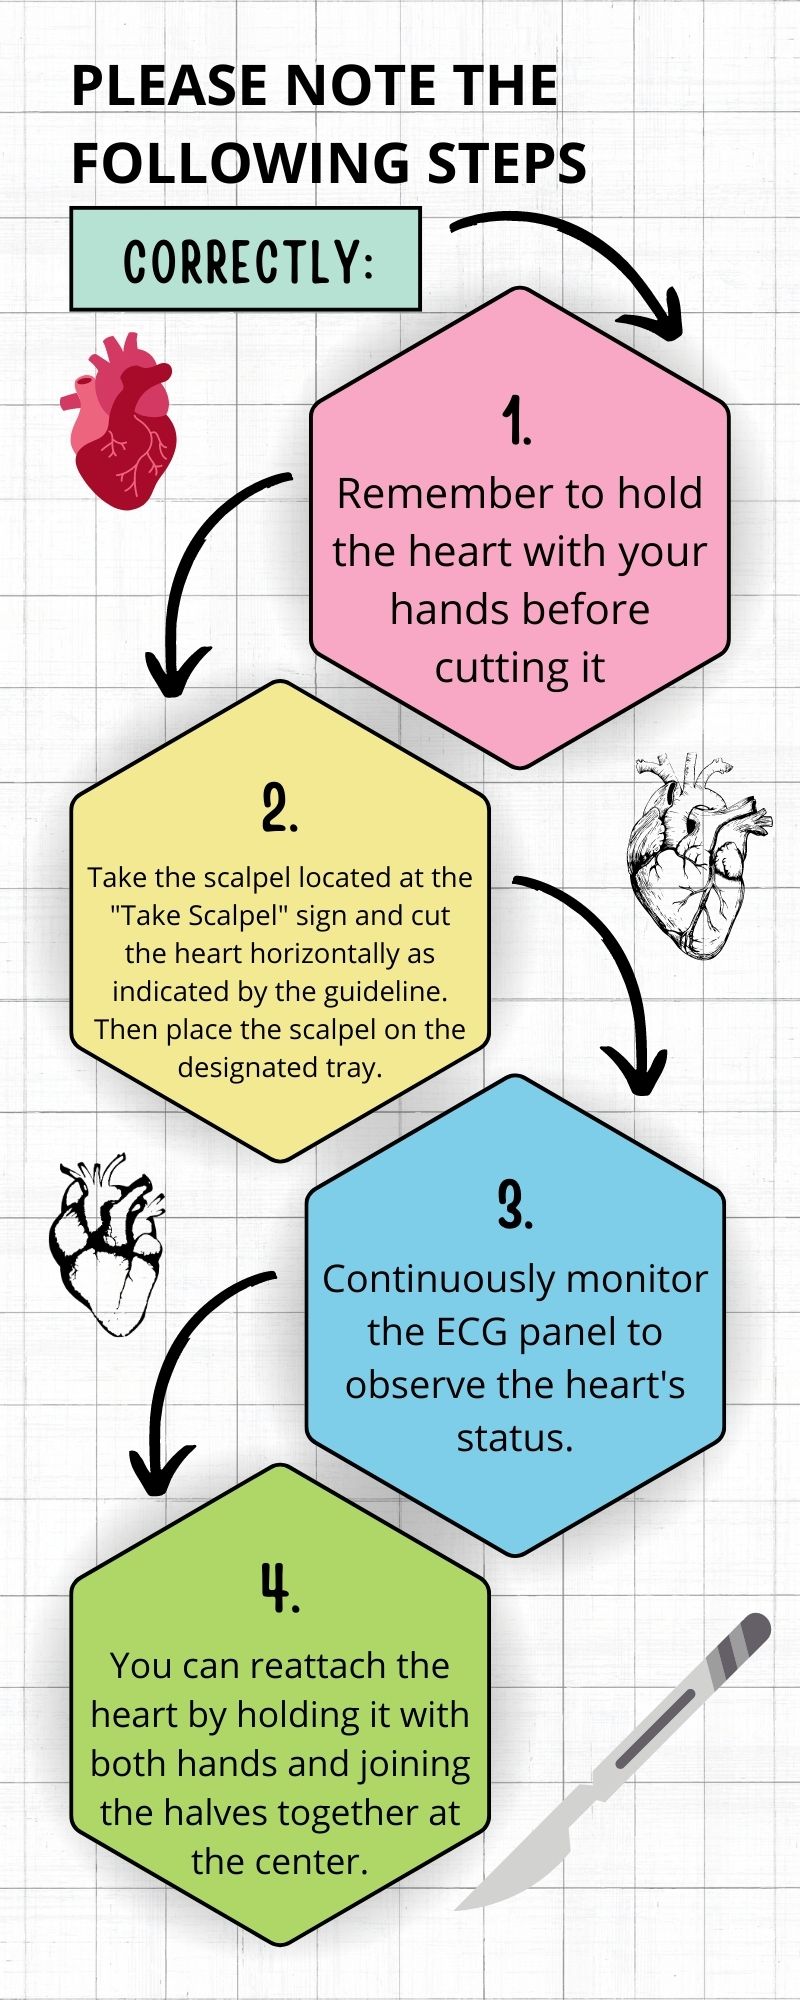 PLEASE NOTE THE
FOLLOWING STEPS
CORRECTLY:
1.
Remember to hold
the heart with your
hands before
cutting it
2.
Take the scalpel located at the
"Take Scalpel" sign and cut
the heart horizontally as
indicated by the guideline.
Then place the scalpel on the
designated tray.
3.
Continuously monitor
the ECG panel to
observe the heart's
status.
4.
You can reattach the
heart by holding it with
both hands and joining
the halves together at
the center.